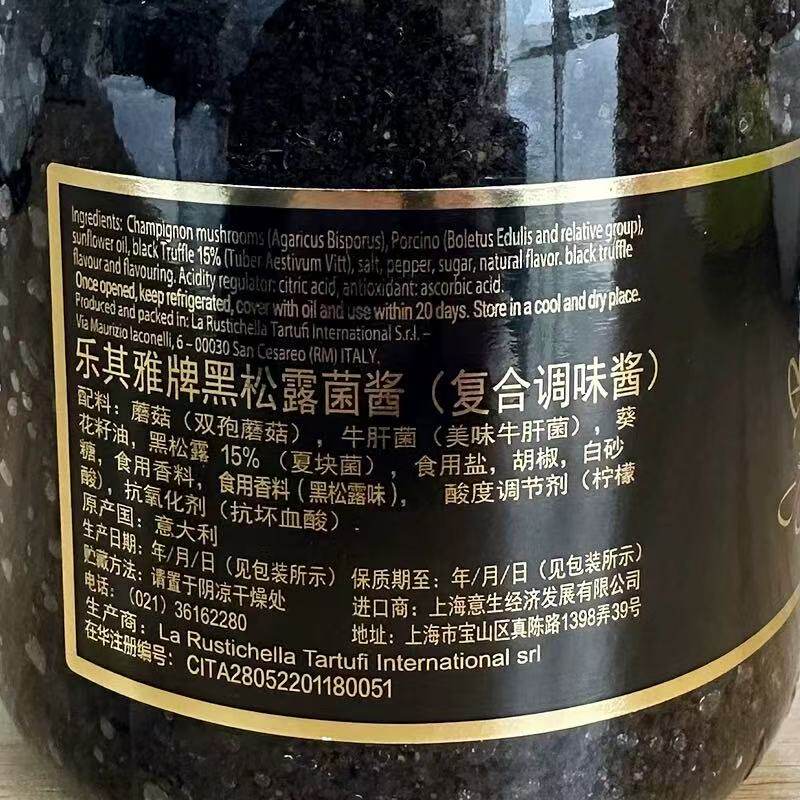 Ingredients: Champignon mushrooms (Agaricus Bisporus), Porcino (Boletus Edulis and relative group),
sunflower oil, black Truffle 15% (Tuber Aestivum Vitt), salt, pepper, sugar, natural flavor. black truffle
flavour and flavouring. Acidity regulator: citric acid, antioxidant: ascorbic acid.
Once opened, keep refrigerated, cover with oil and use within 20 days. Store in a cool and dry place.
Produced and packed in: La Rustichella Tartufi International S.r.l. –
Via Maurizio Iaconelli, 6 – 00030 San Cesareo (RM) ITALY.
乐其雅牌黑松露菌酱（复合调味酱）
配料：蘑菇（双孢蘑菇），牛肝菌（美味牛肝菌），葵
花籽油，黑松露 15%（夏块菌），食用盐，胡椒，白砂
糖，食用香料，食用香料（黑松露味）， 酸度调节剂（柠檬
酸），抗氧化剂（抗坏血酸）.
原产国：意大利
生产日期：年/月/日（见包装所示） 保质期至：年/月/日（见包装所示）
贮藏方法：请置于阴凉干燥处 进口商：上海意生经济发展有限公司
电话：（021）36162280 地址：上海市宝山区真陈路1398弄39号
生产商：La Rustichella Tartufi International srl
在华注册编号：CITA28052201180051